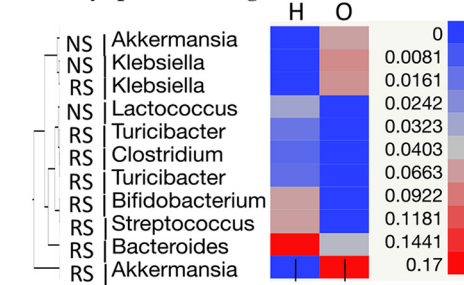 H O
NS Akkermansia
NS Klebsiella
RS Klebsiella
NS Lactococcus
RS Turicibacter
RS Clostridium
RS Turicibacter
RS Bifidobacterium
RS Streptococcus
RS Bacteroides
RS Akkermansia
0
0.0081
0.0161
0.0242
0.0323
0.0403
0.0663
0.0922
0.1181
0.1441
0.17